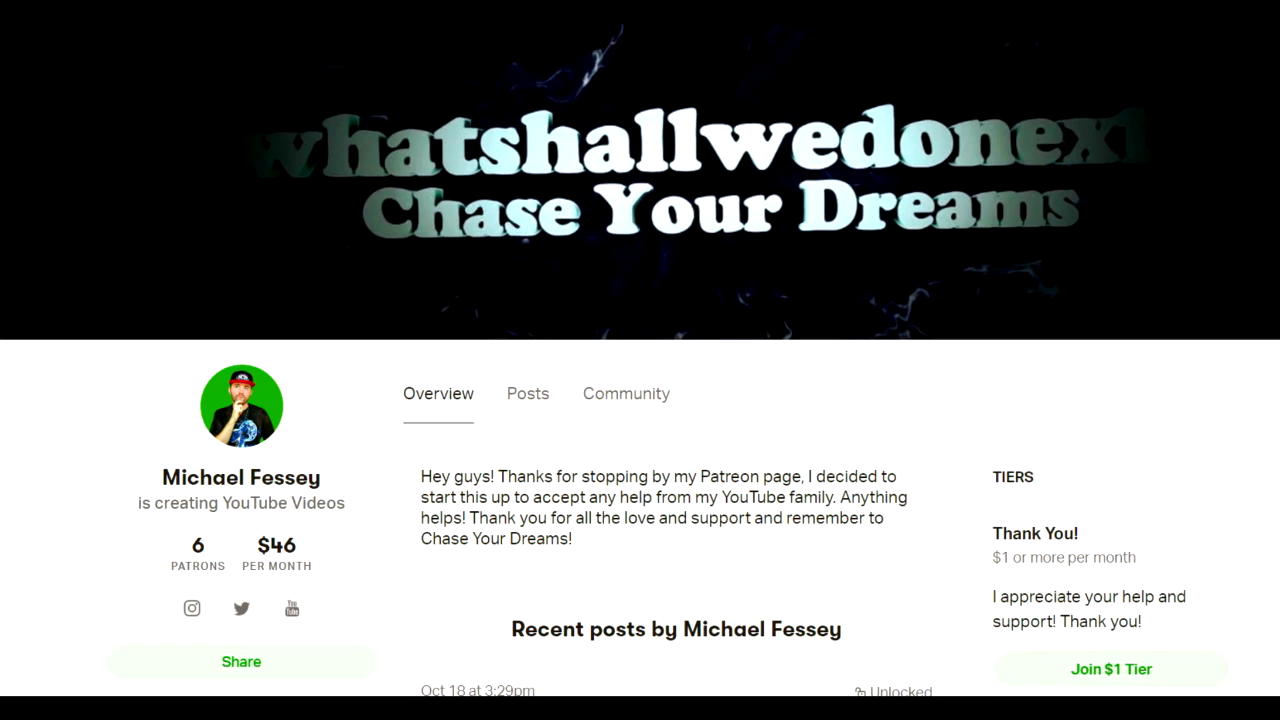 whatshallwedonext
Chase Your Dreams
Overview Posts Community
Michael Fessey
is creating YouTube Videos
6 $46
PATRONS PER MONTH
You
Tube
Share
Hey guys! Thanks for stopping by my Patreon page, I decided to
start this up to accept any help from my YouTube family. Anything
helps! Thank you for all the love and support and remember to
Chase Your Dreams!
Recent posts by Michael Fessey
Oct 18 at 3:29pm Unlocked
TIERS
Thank You!
$1 or more per month
I appreciate your help and
support! Thank you!
Join $1 Tier